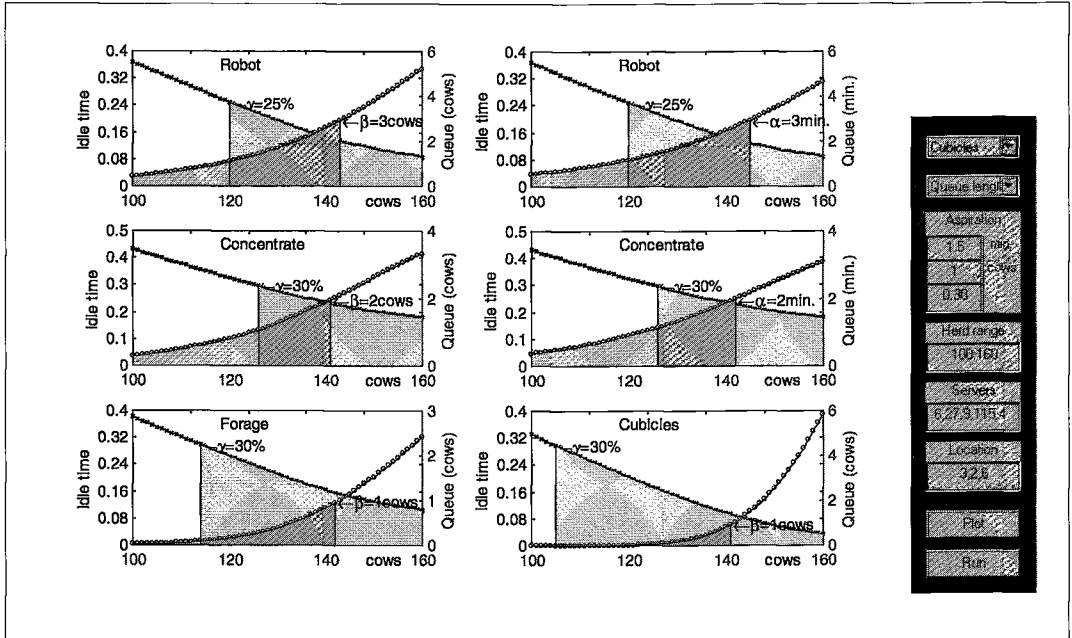 Robot
Idle time
0.4
0.32
0.24
0.16
0.08
0
γ=25%
←β=3cows
6
4
2
0
Queue (cows)
100 120 140 cows 160
Robot
Idle time
0.4
0.32
0.24
0.16
0.08
0
γ=25%
←α=3min.
6
4
2
0
Queue (min.)
100 120 140 cows 160
Concentrate
Idle time
0.5
0.4
0.3
0.2
0.1
0
γ=30%
←β=2cows
4
2
0
Queue (cows)
100 120 140 cows 160
Concentrate
Idle time
0.5
0.4
0.3
0.2
0.1
0
γ=30%
←α=2min.
4
2
0
Queue (min.)
100 120 140 cows 160
Forage
Idle time
0.4
0.32
0.24
0.16
0.08
0
γ=30%
←β=1cows
3
2
1
0
Queue (cows)
100 120 140 cows 160
Cubicles
Idle time
0.4
0.32
0.24
0.16
0.08
0
γ=30%
←β=1cows
6
4
2
0
Queue (cows)
100 120 140 cows 160
Cubicles
Queue lengt
Aspiration
1.5 min.
1 cows
0.30
Herd range
100:160
Servers
Location
3,2,6
Plot
Run